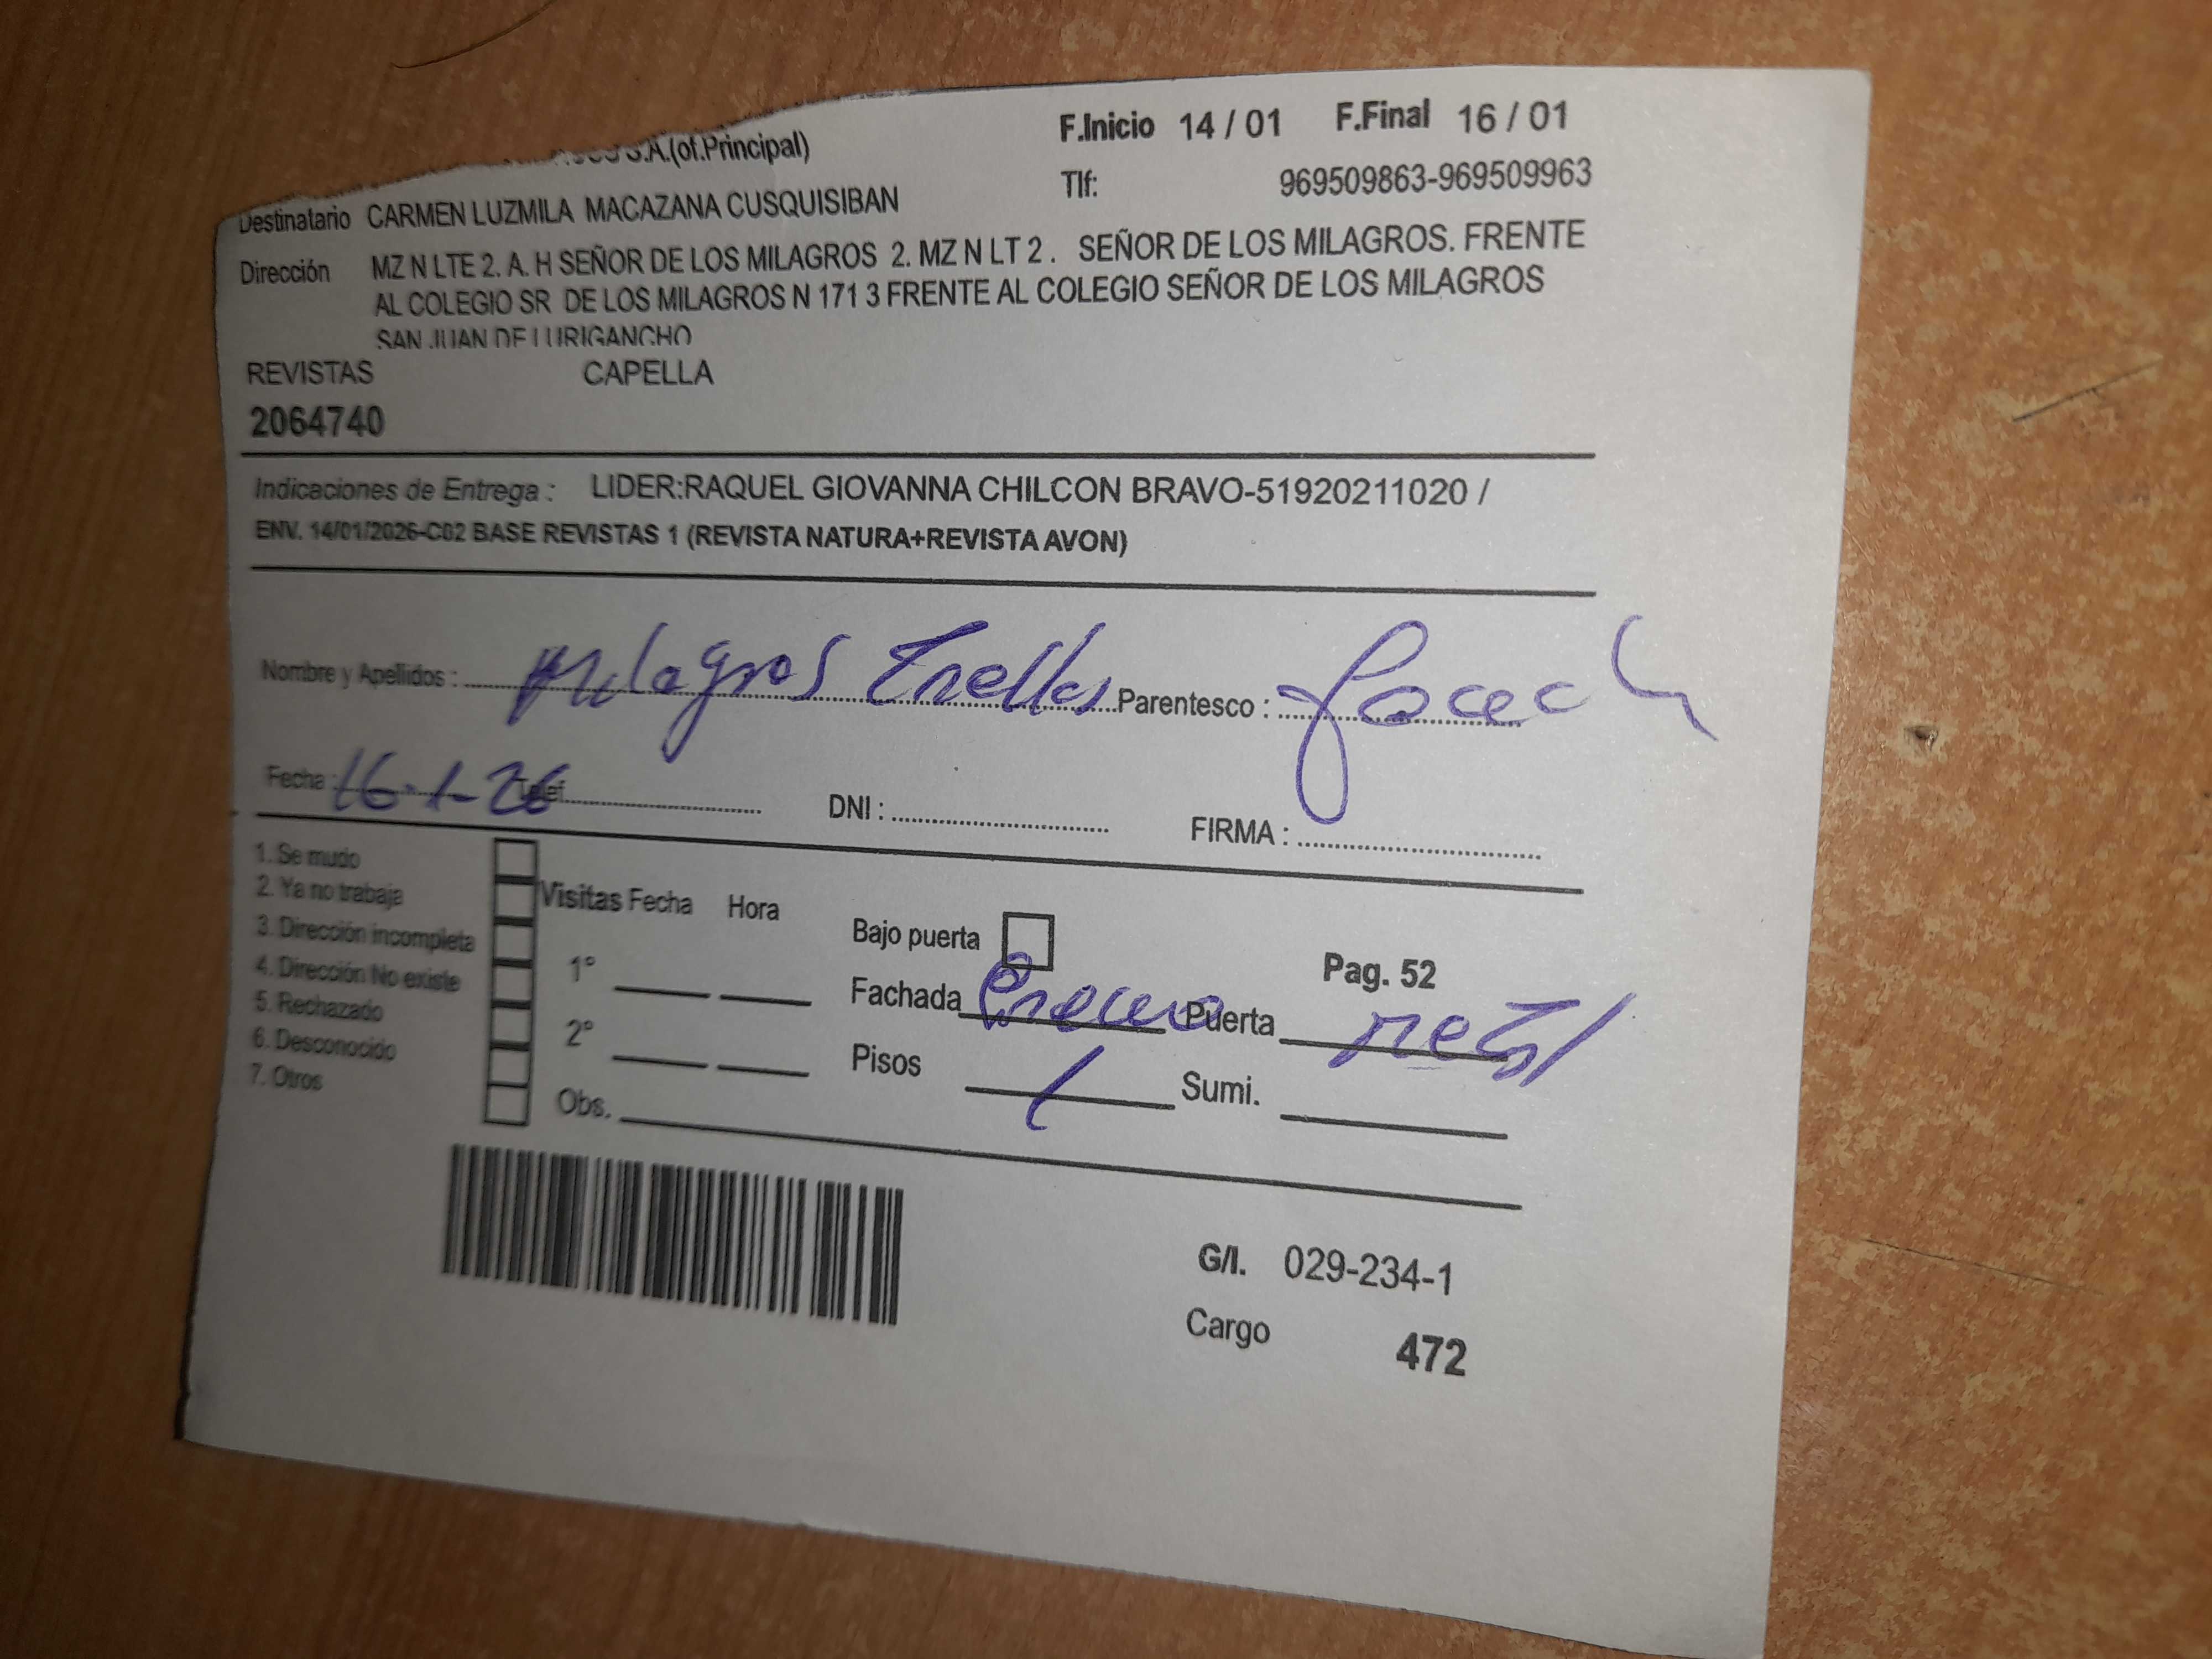 S.A.(of.Principal) F.Inicio 14 / 01 F.Final 16 / 01
Destinatario CARMEN LUZMILA MACAZANA CUSQUISIBAN Tlf: 969509863-969509963
Dirección MZ N LTE 2. A. H SEÑOR DE LOS MILAGROS 2. MZ N LT 2 . SEÑOR DE LOS MILAGROS. FRENTE
AL COLEGIO SR DE LOS MILAGROS N 171 3 FRENTE AL COLEGIO SEÑOR DE LOS MILAGROS
SAN JUAN DE LURIGANCHO
REVISTAS CAPELLA
2064740
Indicaciones de Entrega : LIDER:RAQUEL GIOVANNA CHILCON BRAVO-51920211020 /
ENV. 14/01/2026-C02 BASE REVISTAS 1 (REVISTA NATURA+REVISTA AVON)
Nombre y Apellidos : Milagros Parentesco :
Fecha : 16-1-26 Telef. DNI : FIRMA :
1. Se mudo
2. Ya no trabaja
3. Dirección incompleta
4. Dirección No existe
5. Rechazado
6. Desconocido
7. Otros
Visitas Fecha Hora
1°
2°
Obs.
Bajo puerta
Fachada Puerta
Pisos 1 Sumi.
Pag. 52
G/I. 029-234-1
Cargo 472